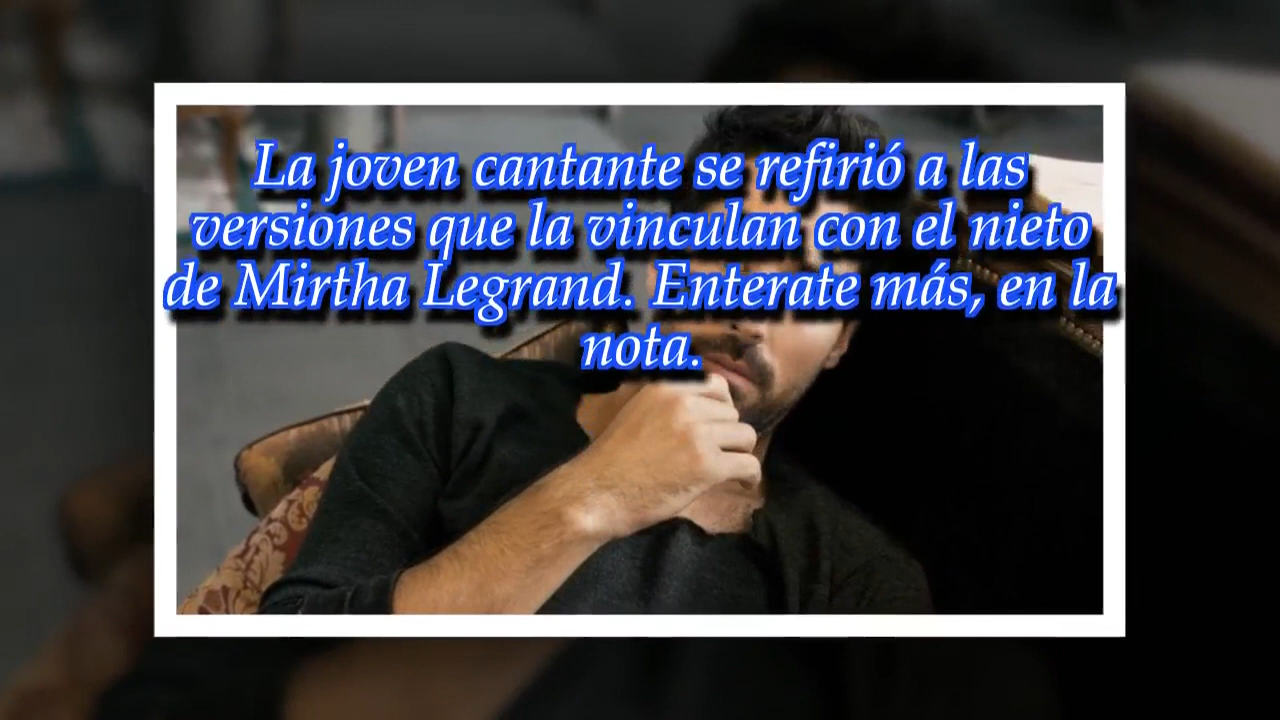 La joven cantante se refirió a las
versiones que la vinculan con el nieto
de Mirtha Legrand. Enterate más, en la
nota.